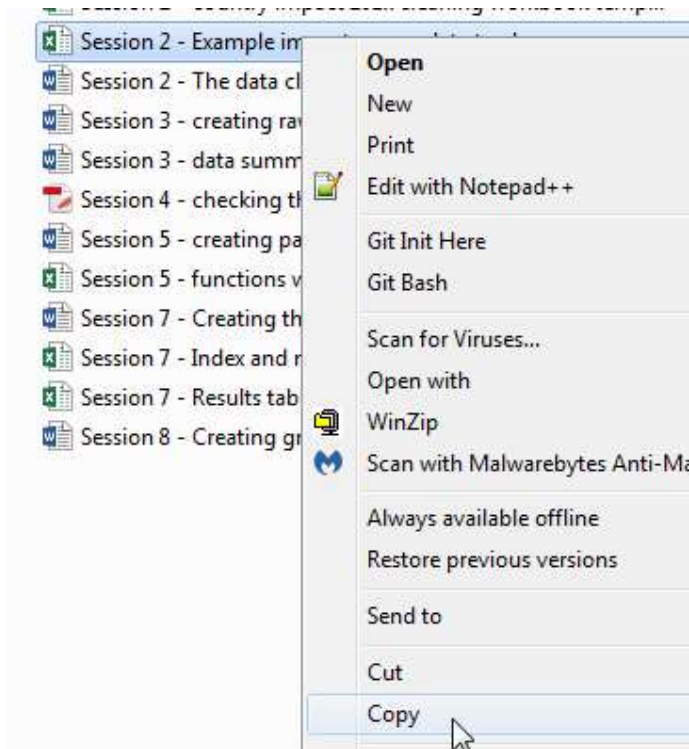 Session 2 - Example im
Session 2 - The data cl
Session 3 - creating ra
Session 3 - data summ
Session 4 - checking th
Session 5 - creating pa
Session 5 - functions v
Session 7 - Creating th
Session 7 - Index and r
Session 7 - Results tab
Session 8 - Creating gr
Open
New
Print
Edit with Notepad++
Git Init Here
Git Bash
Scan for Viruses...
Open with
WinZip
Scan with Malwarebytes Anti-Ma
Always available offline
Restore previous versions
Send to
Cut
Copy